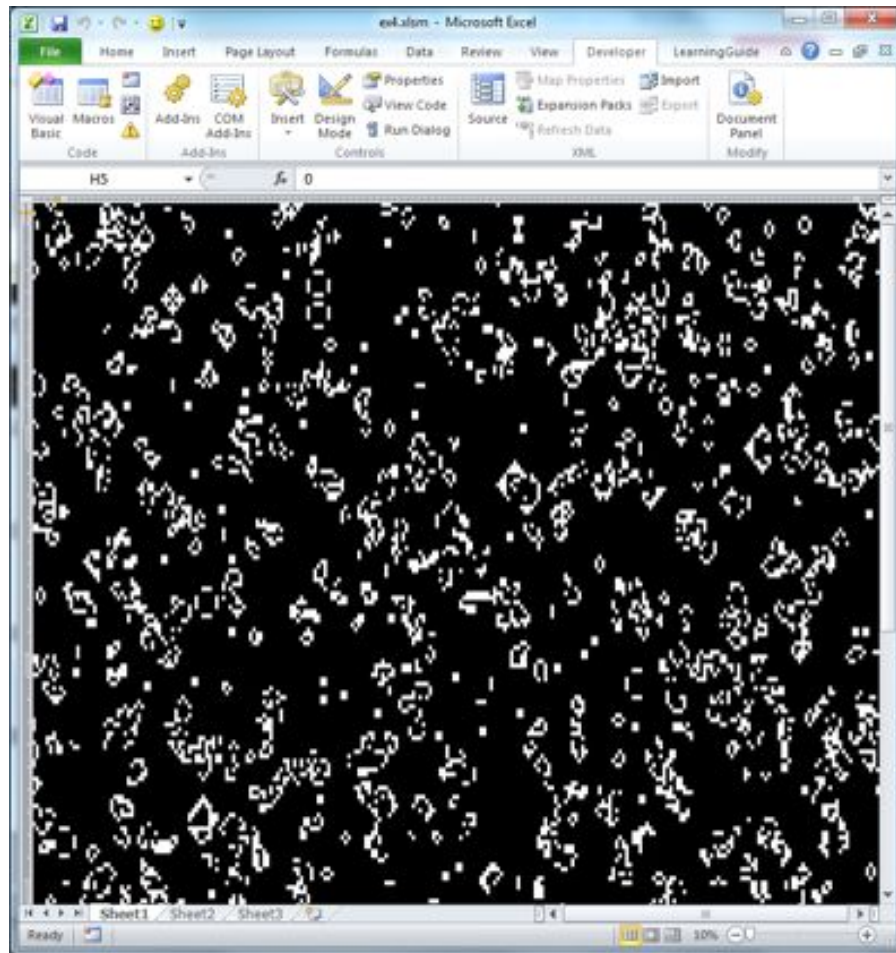 ex4.xlsm - Microsoft Excel
File Home Insert Page Layout Formulas Data Review View Developer LearningGuide
Visual Basic
Macros
Add-Ins
COM Add-Ins
Insert
Design Mode
Properties
View Code
Run Dialog
Source
Map Properties
Expansion Packs
Refresh Data
Import
Export
Document Panel
Code Add-Ins Controls XML Modify
H5 fx 0
Sheet1 Sheet2 Sheet3
Ready 10%